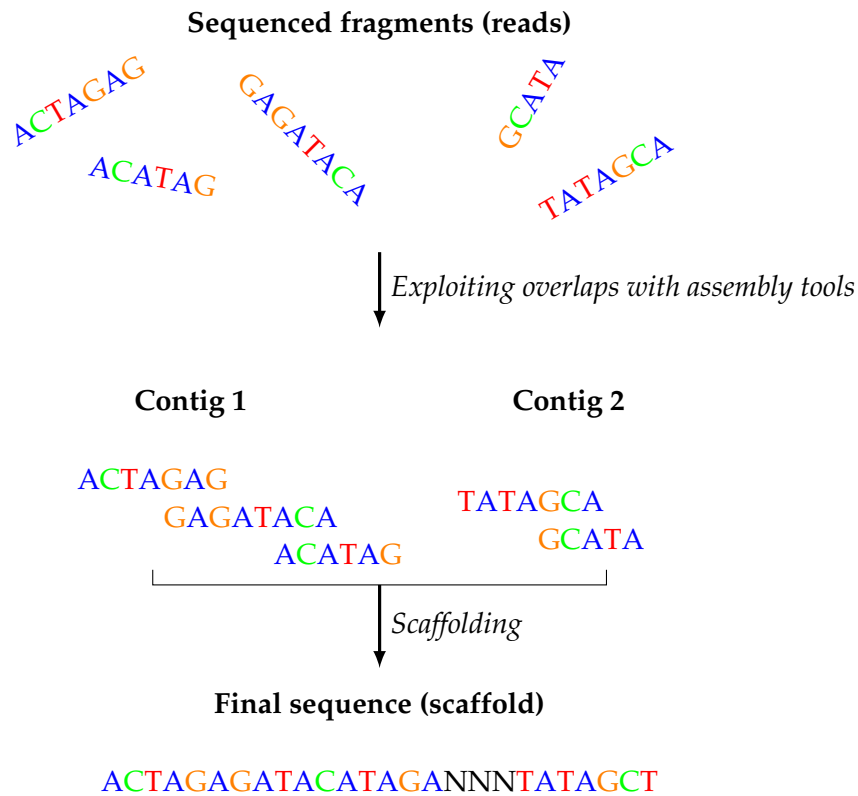 Sequenced fragments (reads)
ACTAGAG
GAGATACA
GCATA
ACATAG
TATAGCA
Exploiting overlaps with assembly tools
Contig 1
Contig 2
ACTAGAG
GAGATACA
TATAGCA
ACATAG
GCATA
Scaffolding
Final sequence (scaffold)
ACTAGAGATACATAGANNNTATAGCT